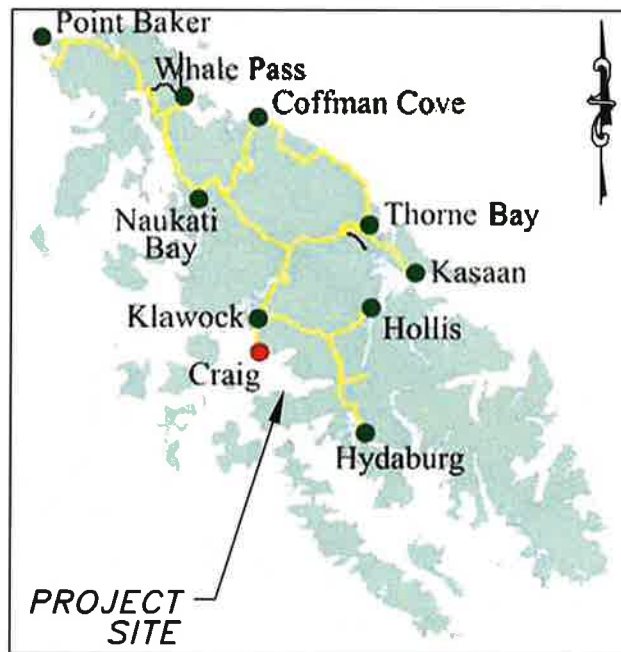 Point Baker
Whale Pass
Coffman Cove
Naukati
Bay
Thorne Bay
Kasaan
Klawock
Hollis
Craig
Hydaburg
PROJECT
SITE